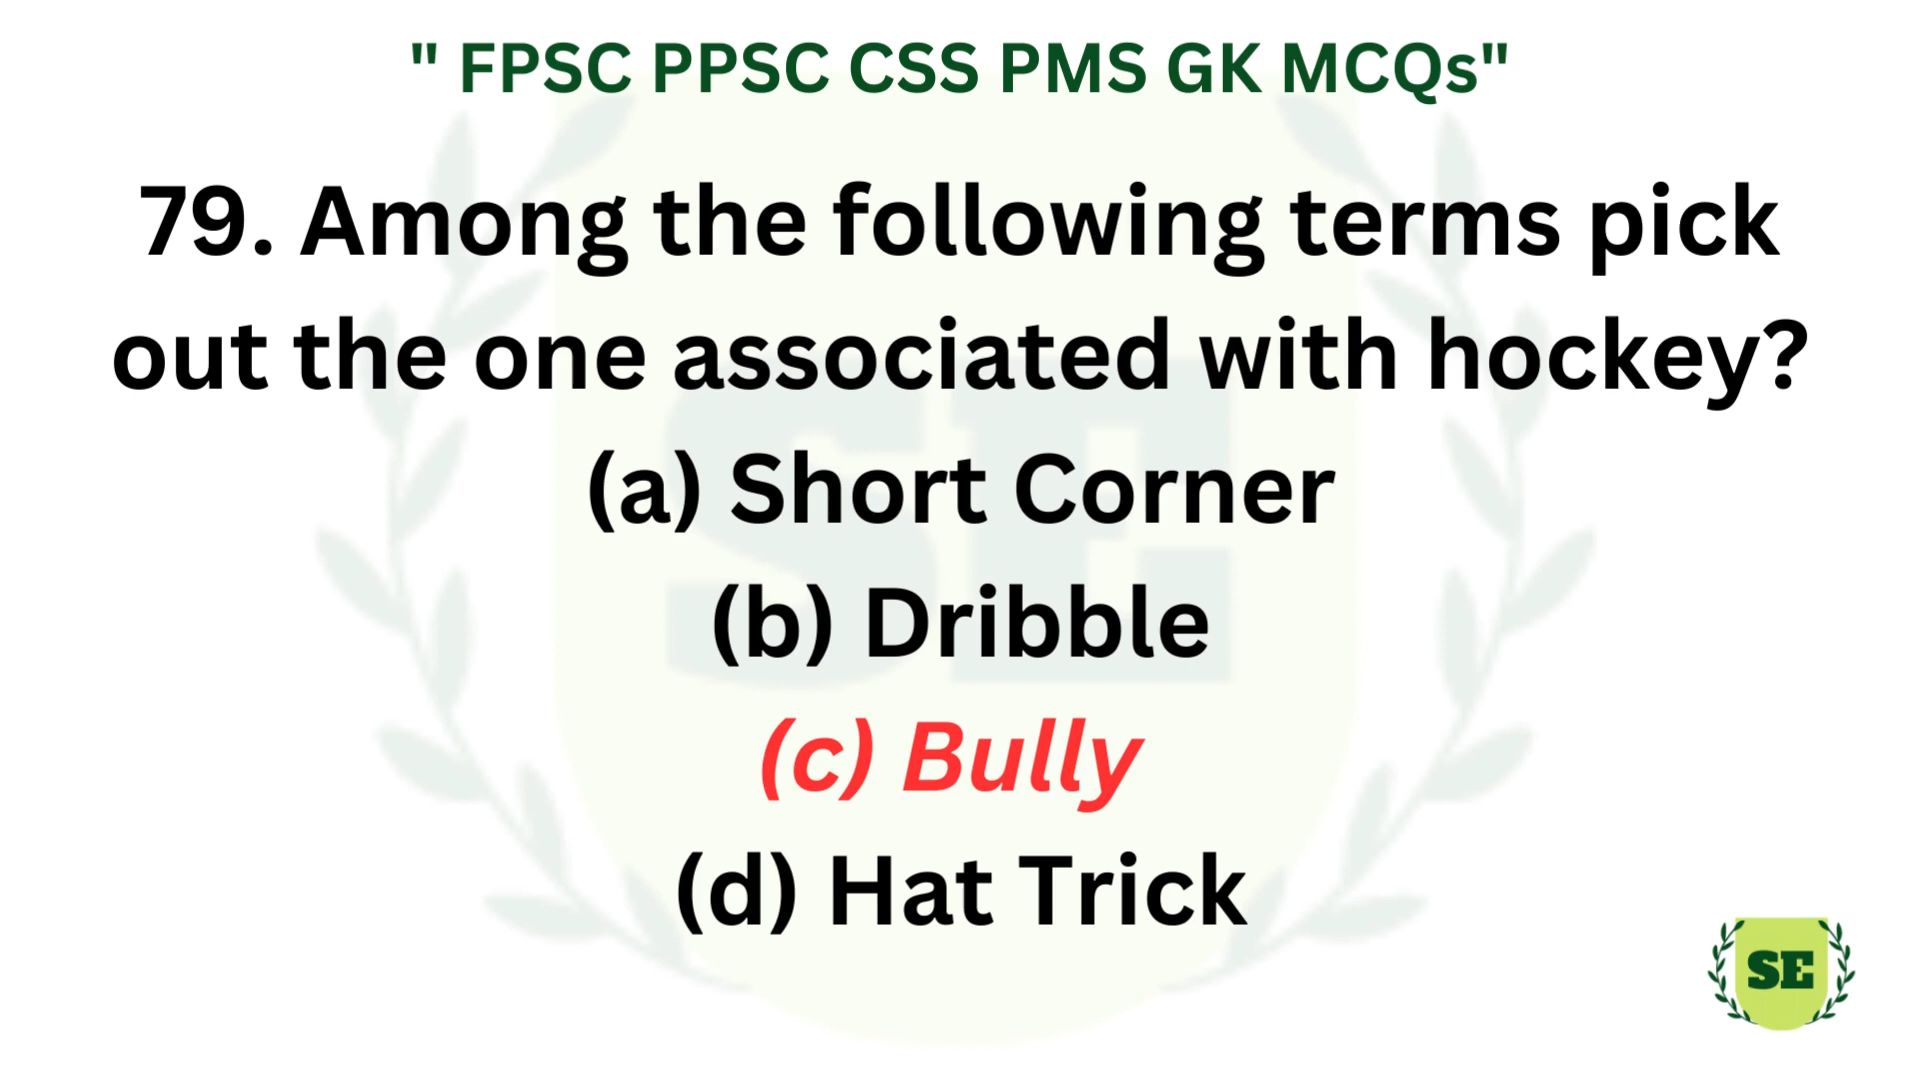 " FPSC PPSC CSS PMS GK MCQs"
79. Among the following terms pick
out the one associated with hockey?
(a) Short Corner
(b) Dribble
(c) Bully
(d) Hat Trick
SE
SE